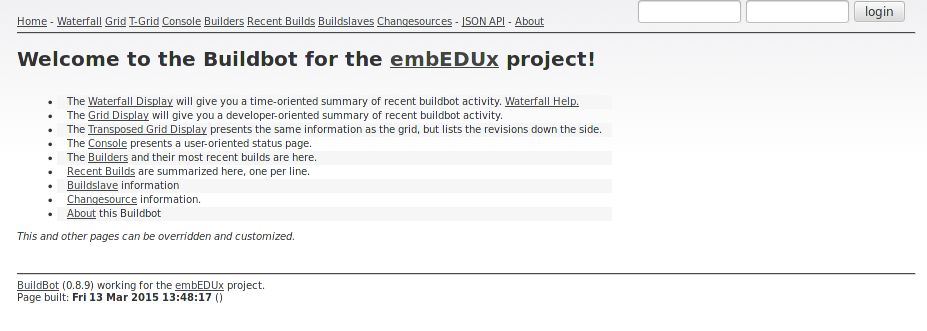 Home - Waterfall Grid T-Grid Console Builders Recent Builds Buildslaves Changesources - JSON API - About login
Welcome to the Buildbot for the embEDUx project!
• The Waterfall Display will give you a time-oriented summary of recent buildbot activity. Waterfall Help.
• The Grid Display will give you a developer-oriented summary of recent buildbot activity.
• The Transposed Grid Display presents the same information as the grid, but lists the revisions down the side.
• The Console presents a user-oriented status page.
• The Builders and their most recent builds are here.
• Recent Builds are summarized here, one per line.
• Buildslave information
• Changesource information.
• About this Buildbot
This and other pages can be overridden and customized.
BuildBot (0.8.9) working for the embEDUx project.
Page built: Fri 13 Mar 2015 13:48:17 ()